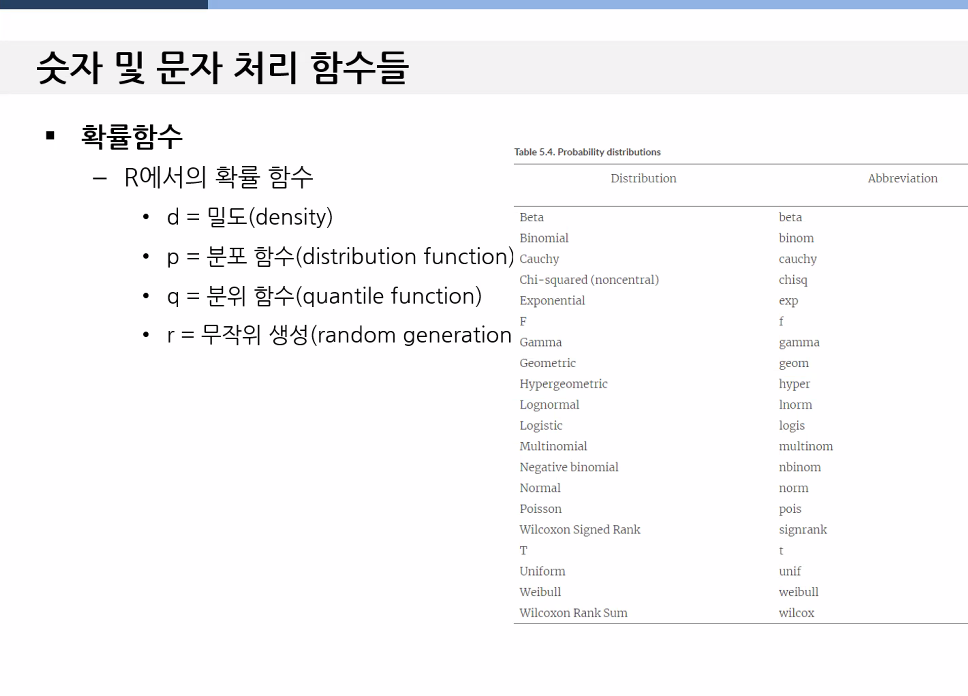 숫자 및 문자 처리 함수들
▪ 확률함수
– R에서의 확률 함수
• d = 밀도(density)
• p = 분포 함수(distribution function)
• q = 분위 함수(quantile function)
• r = 무작위 생성(random generation
Table 5.4. Probability distributions
Distribution Abbreviation
Beta beta
Binomial binom
Cauchy cauchy
Chi-squared (noncentral) chisq
Exponential exp
F f
Gamma gamma
Geometric geom
Hypergeometric hyper
Lognormal lnorm
Logistic logis
Multinomial multinom
Negative binomial nbinom
Normal norm
Poisson pois
Wilcoxon Signed Rank signrank
T t
Uniform unif
Weibull weibull
Wilcoxon Rank Sum wilcox